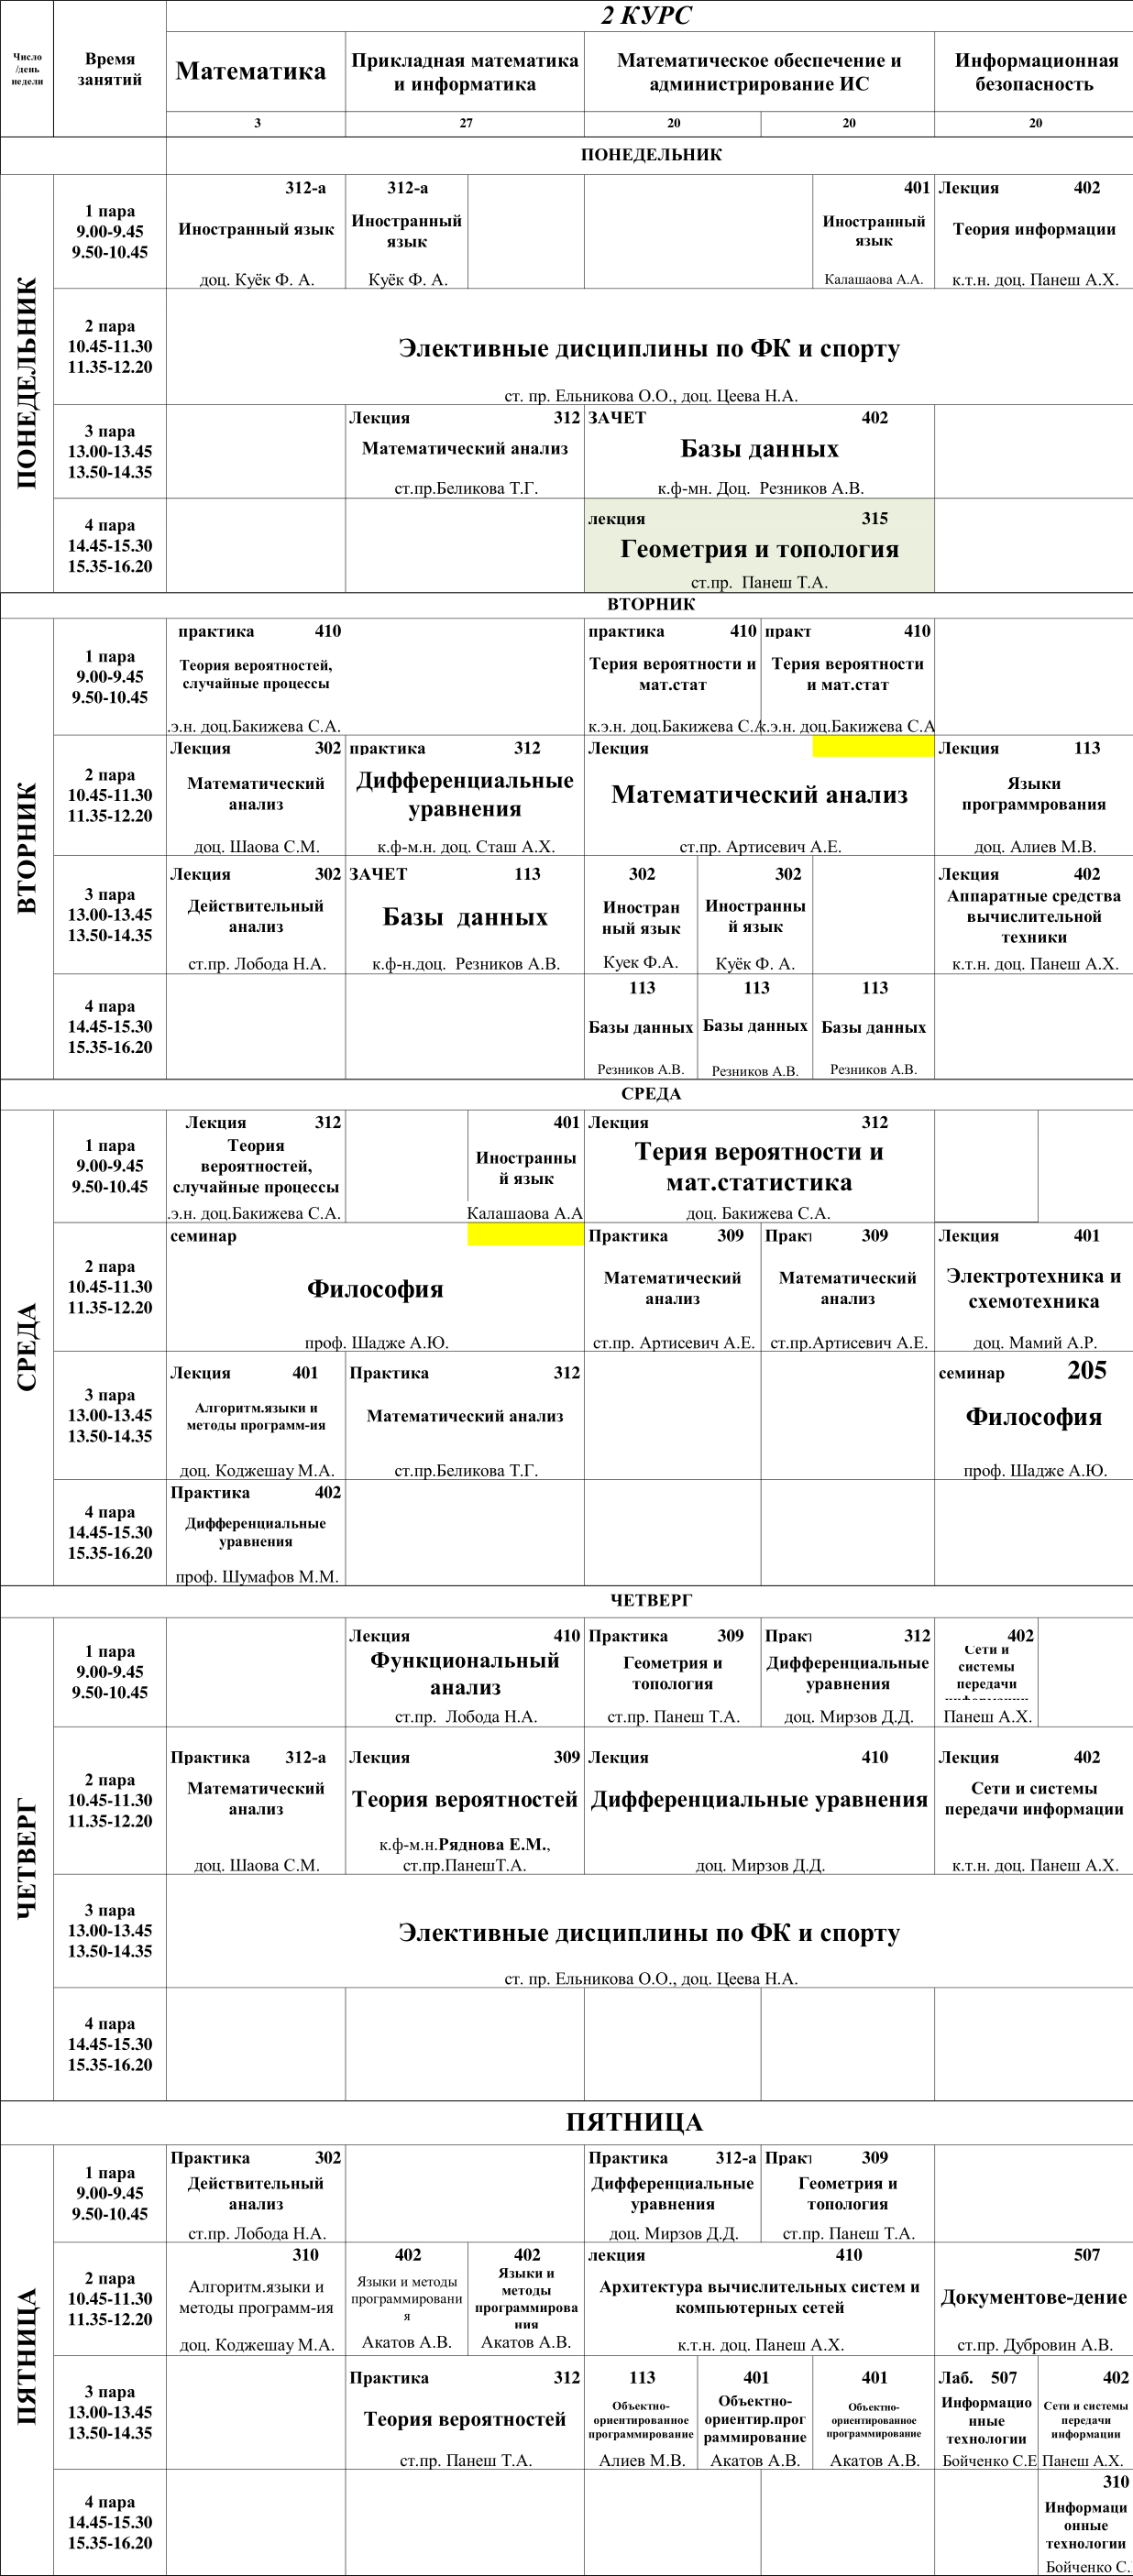 2 КУРС
Число
/день
недели
Время
занятий
Математика
Прикладная математика
и информатика
Математическое обеспечение и
администрирование ИС
Информационная
безопасность
3
27
20
20
20
ПОНЕДЕЛЬНИК
ПОНЕДЕЛЬНИК
1 пара
9.00-9.45
9.50-10.45
312-а
Иностранный язык
доц. Куёк Ф. А.
312-а
Иностранный
язык
Куёк Ф. А.
401
Иностранный
язык
Калашаова А.А.
Лекция 402
Теория информации
к.т.н. доц. Панеш А.Х.
2 пара
10.45-11.30
11.35-12.20
Элективные дисциплины по ФК и спорту
ст. пр. Ельникова О.О., доц. Цеева Н.А.
3 пара
13.00-13.45
13.50-14.35
Лекция 312
Математический анализ
ст.пр.Беликова Т.Г.
ЗАЧЕТ 402
Базы данных
к.ф-мн. Доц. Резников А.В.
4 пара
14.45-15.30
15.35-16.20
лекция 315
Геометрия и топология
ст.пр. Панеш Т.А.
ВТОРНИК
ВТОРНИК
1 пара
9.00-9.45
9.50-10.45
практика 410
Теория вероятностей,
случайные процессы
.э.н. доц.Бакижева С.А.
практика 410
Терия вероятности и
мат.стат
к.э.н. доц.Бакижева С.А
практ 410
Терия вероятности
и мат.стат
к.э.н. доц.Бакижева С.А
2 пара
10.45-11.30
11.35-12.20
Лекция 302
Математический
анализ
доц. Шаова С.М.
практика 312
Дифференциальные
уравнения
к.ф-м.н. доц. Сташ А.Х.
Лекция
Математический анализ
ст.пр. Артисевич А.Е.
Лекция 113
Языки
программрования
доц. Алиев М.В.
3 пара
13.00-13.45
13.50-14.35
Лекция 302
Действительный
анализ
ст.пр. Лобода Н.А.
ЗАЧЕТ 113
Базы данных
к.ф-н.доц. Резников А.В.
302
Иностран
ный язык
Куек Ф.А.
302
Иностранны
й язык
Куёк Ф. А.
Лекция 402
Аппаратные средства
вычислительной
техники
к.т.н. доц. Панеш А.Х.
4 пара
14.45-15.30
15.35-16.20
113
Базы данных
Резников А.В.
113
Базы данных
Резников А.В.
113
Базы данных
Резников А.В.
СРЕДА
СРЕДА
1 пара
9.00-9.45
9.50-10.45
Лекция 312
Теория
вероятностей,
случайные процессы
.э.н. доц.Бакижева С.А.
401
Иностранны
й язык
Калашаова А.А
Лекция 312
Терия вероятности и
мат.статистика
доц. Бакижева С.А.
2 пара
10.45-11.30
11.35-12.20
семинар
Философия
проф. Шадже А.Ю.
Практика 309
Математический
анализ
ст.пр. Артисевич А.Е.
Практ 309
Математический
анализ
ст.пр.Артисевич А.Е.
Лекция 401
Электротехника и
схемотехника
доц. Мамий А.Р.
3 пара
13.00-13.45
13.50-14.35
Лекция 401
Алгоритм.языки и
методы программ-ия
доц. Коджешау М.А.
Практика 312
Математический анализ
ст.пр.Беликова Т.Г.
семинар 205
Философия
проф. Шадже А.Ю.
4 пара
14.45-15.30
15.35-16.20
Практика 402
Дифференциальные
уравнения
проф. Шумафов М.М.
ЧЕТВЕРГ
ЧЕТВЕРГ
1 пара
9.00-9.45
9.50-10.45
Лекция 410
Функциональный
анализ
ст.пр. Лобода Н.А.
Практика 309
Геометрия и
топология
ст.пр. Панеш Т.А.
Практ 312
Дифференциальные
уравнения
доц. Мирзов Д.Д.
402
Сети и
системы
передачи
Панеш А.Х.
2 пара
10.45-11.30
11.35-12.20
Практика 312-а
Математический
анализ
доц. Шаова С.М.
Лекция 309
Теория вероятностей
к.ф-м.н.Ряднова Е.М.,
ст.пр.ПанешТ.А.
Лекция 410
Дифференциальные уравнения
доц. Мирзов Д.Д.
Лекция 402
Сети и системы
передачи информации
к.т.н. доц. Панеш А.Х.
3 пара
13.00-13.45
13.50-14.35
Элективные дисциплины по ФК и спорту
ст. пр. Ельникова О.О., доц. Цеева Н.А.
4 пара
14.45-15.30
15.35-16.20
ПЯТНИЦА
ПЯТНИЦА
1 пара
9.00-9.45
9.50-10.45
Практика 302
Действительный
анализ
ст.пр. Лобода Н.А.
Практика 312-а
Дифференциальные
уравнения
доц. Мирзов Д.Д.
Практ 309
Геометрия и
топология
ст.пр. Панеш Т.А.
2 пара
10.45-11.30
11.35-12.20
310
Алгоритм.языки и
методы программ-ия
доц. Коджешау М.А.
402
Языки и методы
программировани
я
Акатов А.В.
402
Языки и
методы
программирова
ния
Акатов А.В.
лекция 410
Архитектура вычислительных систем и
компьютерных сетей
к.т.н. доц. Панеш А.Х.
507
Документове-дение
ст.пр. Дубровин А.В.
3 пара
13.00-13.45
13.50-14.35
Практика 312
Теория вероятностей
ст.пр. Панеш Т.А.
113
Объектно-
ориентированное
программирование
Алиев М.В.
401
Объектно-
ориентир.прог
раммирование
Акатов А.В.
401
Объектно-
ориентированное
программирование
Акатов А.В.
Лаб. 507
Информацио
нные
технологии
Бойченко С.Е
402
Сети и системы
передачи
информации
Панеш А.Х.
4 пара
14.45-15.30
15.35-16.20
310
Информаци
онные
технологии
Бойченко С.